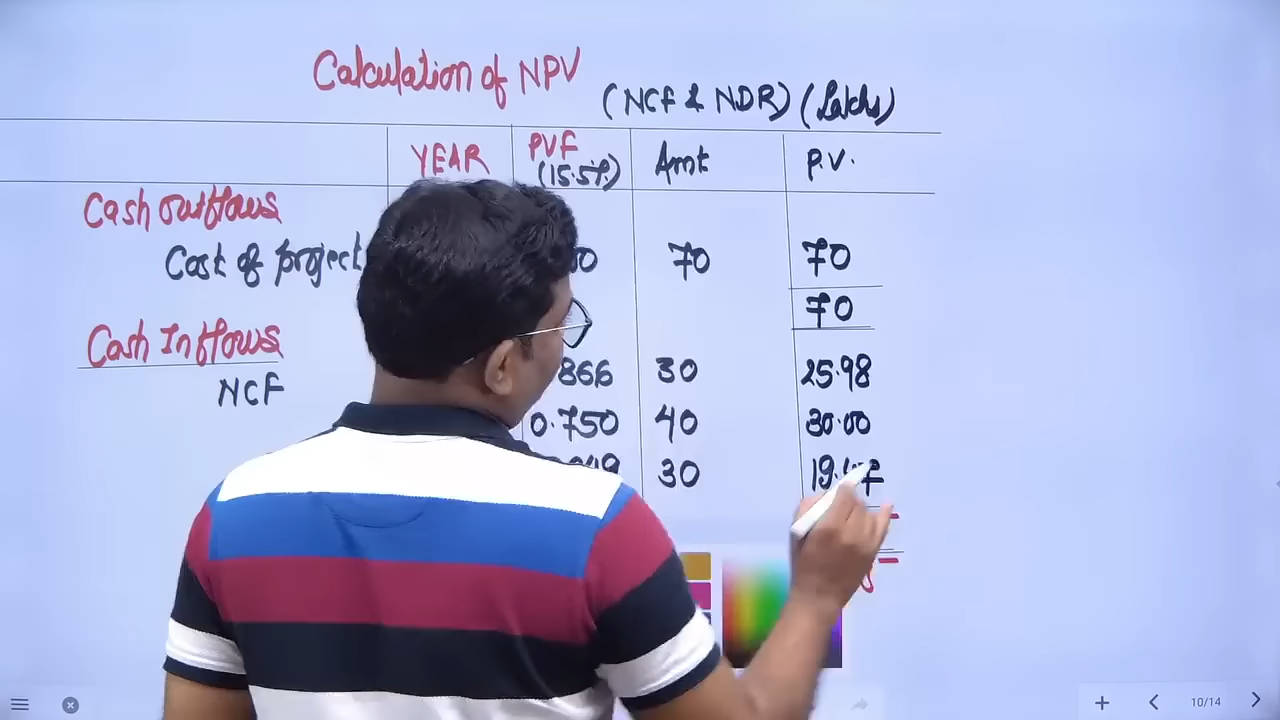 Calculation of NPV
(NCF & NDR) (Lakhs)
YEAR PVF (15.5%) Amt P.V.
Cash outflows
Cost of project 70 70
70
Cash Inflows
NCF 866 30 25.98
0.750 40 30.00
30
10/14